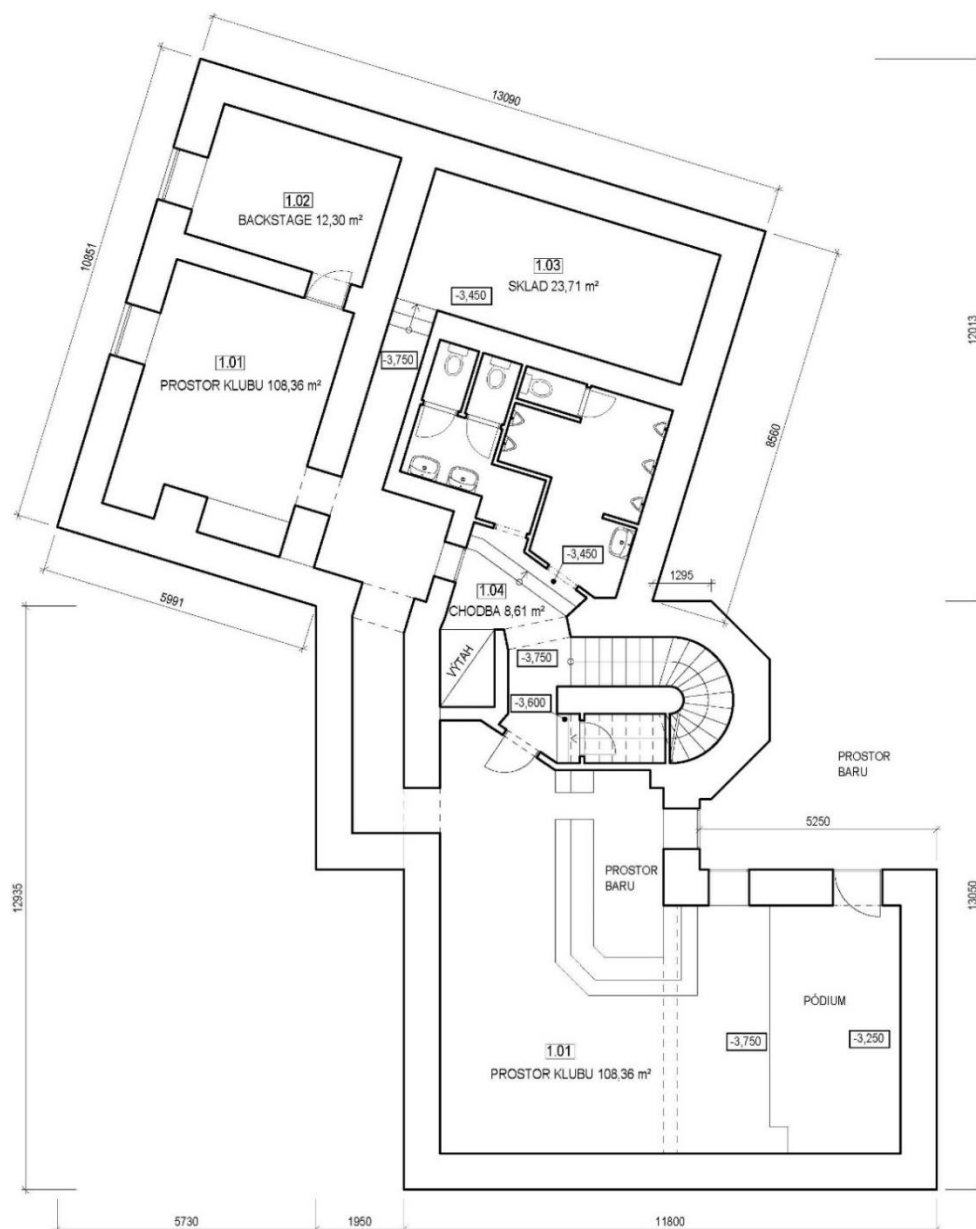 13090
10851
1.02
BACKSTAGE 12,30 m²
1.03
SKLAD 23,71 m²
-3,450
12013
1.01
PROSTOR KLUBU 108,36 m²
-3,750
8560
-3,450
1295
1.04
CHODBA 8,61 m²
5991
VÝTAH
-3,750
-3,600
PROSTOR
BARU
5250
PROSTOR
BARU
12935
13050
PÓDIUM
-3,750
-3,250
1.01
PROSTOR KLUBU 108,36 m²
5730
1950
11800